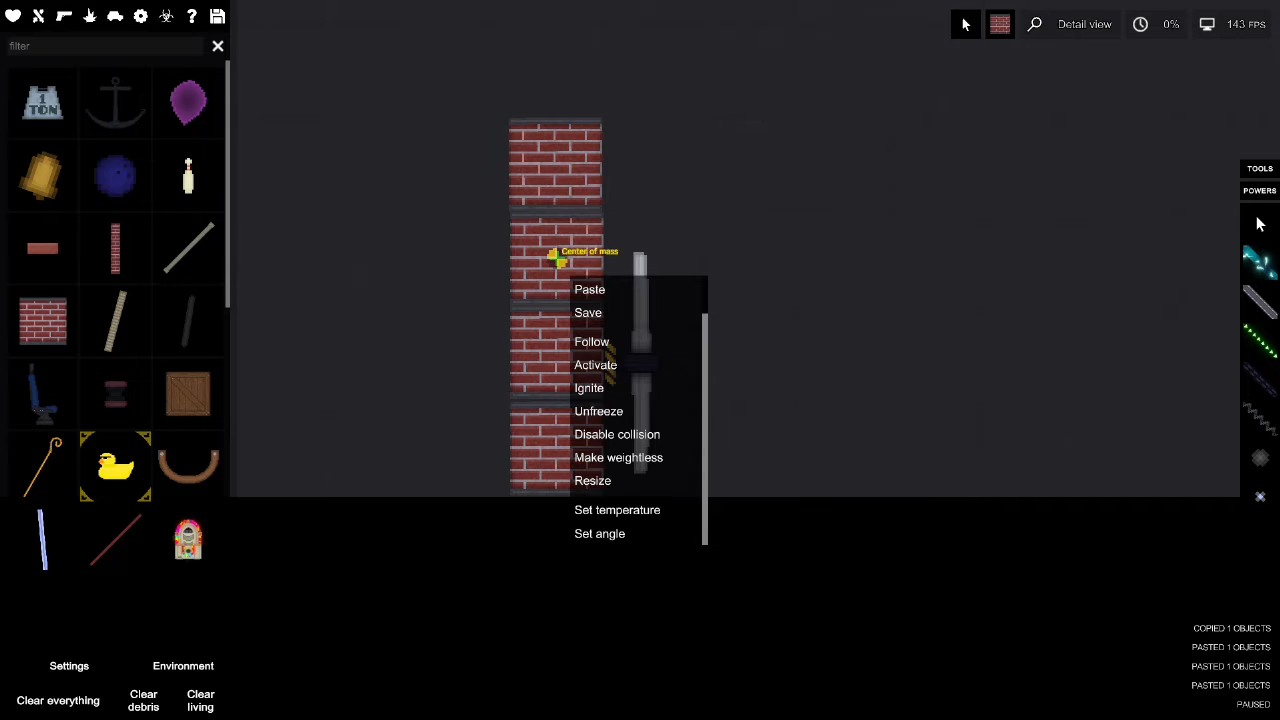 filter
Detail view
0%
143 FPS
1
TON
TOOLS
POWERS
Center of mass
Paste
Save
Follow
Activate
Ignite
Unfreeze
Disable collision
Make weightless
Resize
Set temperature
Set angle
COPIED 1 OBJECTS
PASTED 1 OBJECTS
PASTED 1 OBJECTS
PASTED 1 OBJECTS
PAUSED
Settings
Environment
Clear everything
Clear
debris
Clear
living